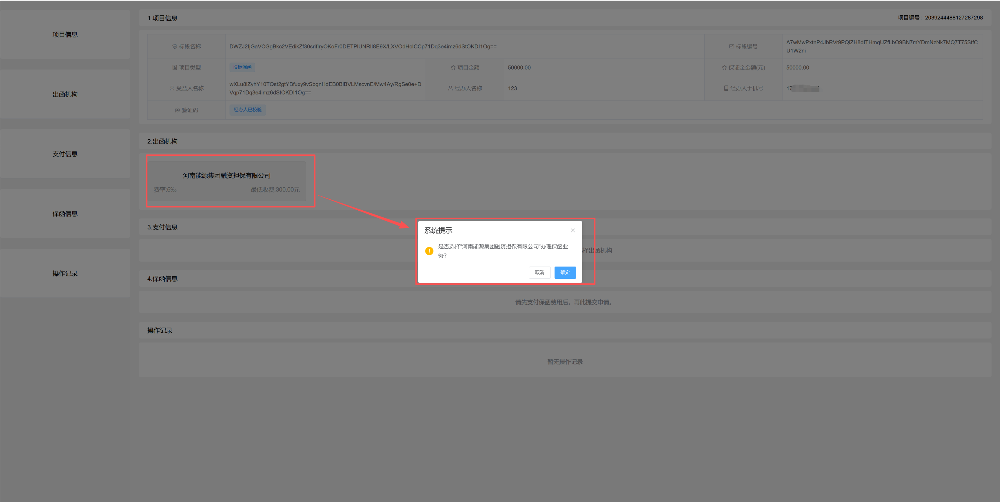 项目信息
出函机构
支付信息
保函信息
操作记录
1.项目信息
项目编号：2039244488127287298
标段名称
DWZJ2IjGaVCGgBkc2VEdikZf30srifIryOKoFr0DETPlUNRlI8E9X/LXVOdHcICCp71Dq3e4imz6dStOKDI1Og==
标段编号
A7wMwPxtnP4JbRVr9PQlZH8dITHmqUZfLbO9BN7mYDmNzNk7MQ7T75StfC
U1W2ni
项目类型
投标保函
项目金额
50000.00
保证金金额(元)
50000.00
受益人名称
wXLu8lZyhY10TQst2gtYBfuxy9vSbgnHdEB0BlBVLMscvnE/Mw4Ay/RgSe0e+D
Vqp71Dq3e4imz6dStOKDI1Og==
经办人名称
123
经办人手机号
17
验证码
经办人已校验
2.出函机构
河南能源集团融资担保有限公司
费率:6‰
最低收费:300.00元
3.支付信息
择出函机构
系统提示
是否选择"河南能源集团融资担保有限公司"办理保函业
务?
取消
确定
4.保函信息
请先支付保函费用后，再此提交申请。
操作记录
暂无操作记录